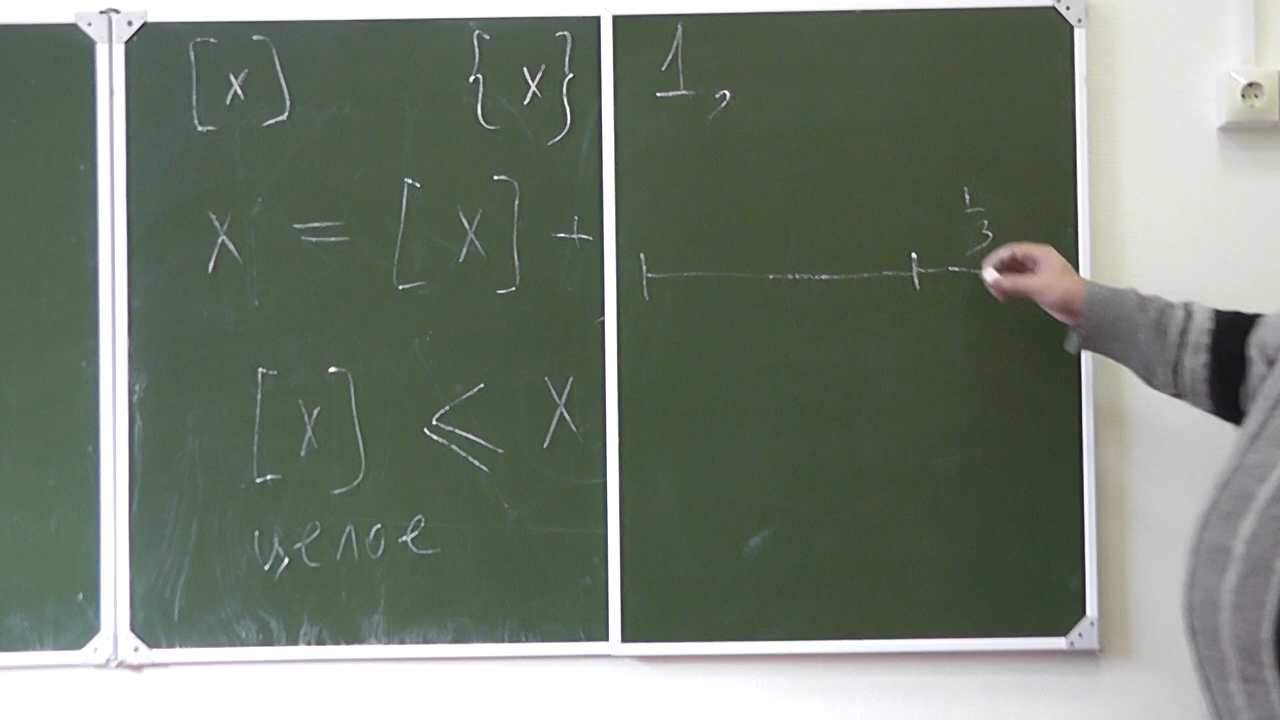 [x] {x}
x = [x] +
[x] ⩽ x
целое
1,
1/3